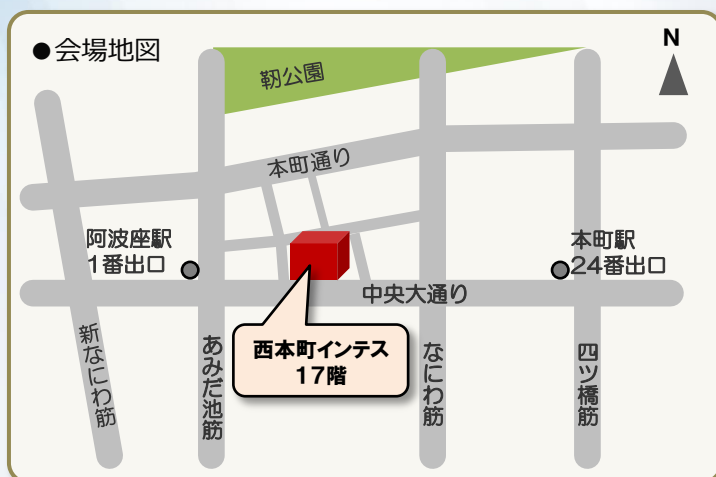 ●会場地図
N
靭公園
本町通り
阿波座駅
1番出口
本町駅
24番出口
中央大通り
西本町インテス
17階
新なにわ筋
あみだ池筋
なにわ筋
四ツ橋筋